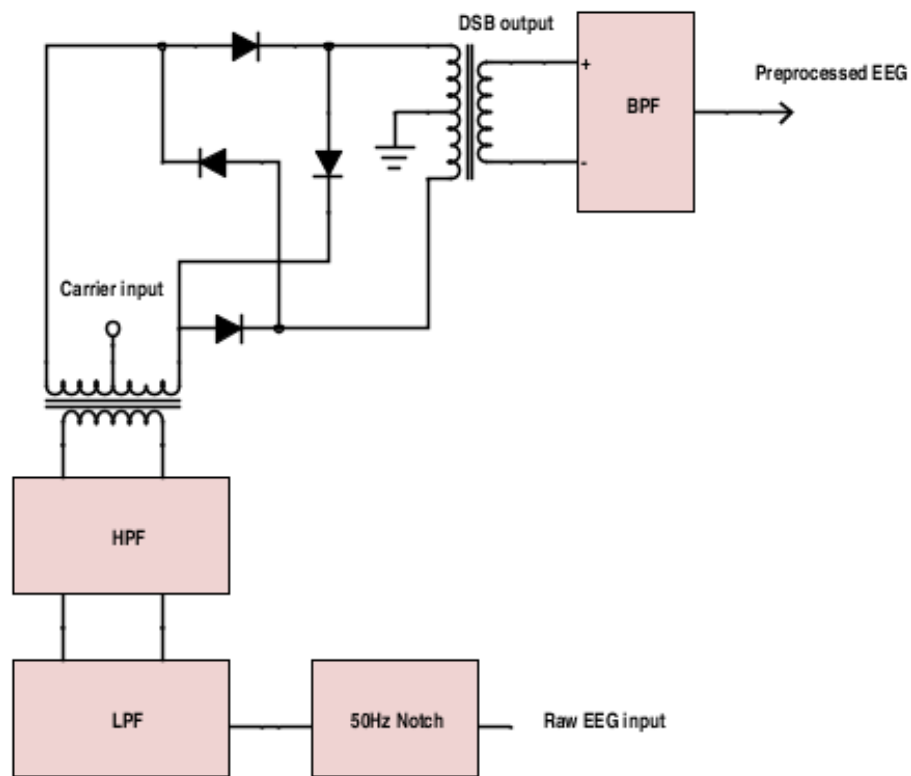 DSB output
+
BPF
-
Preprocessed EEG
Carrier input
HPF
LPF
50Hz Notch
Raw EEG input